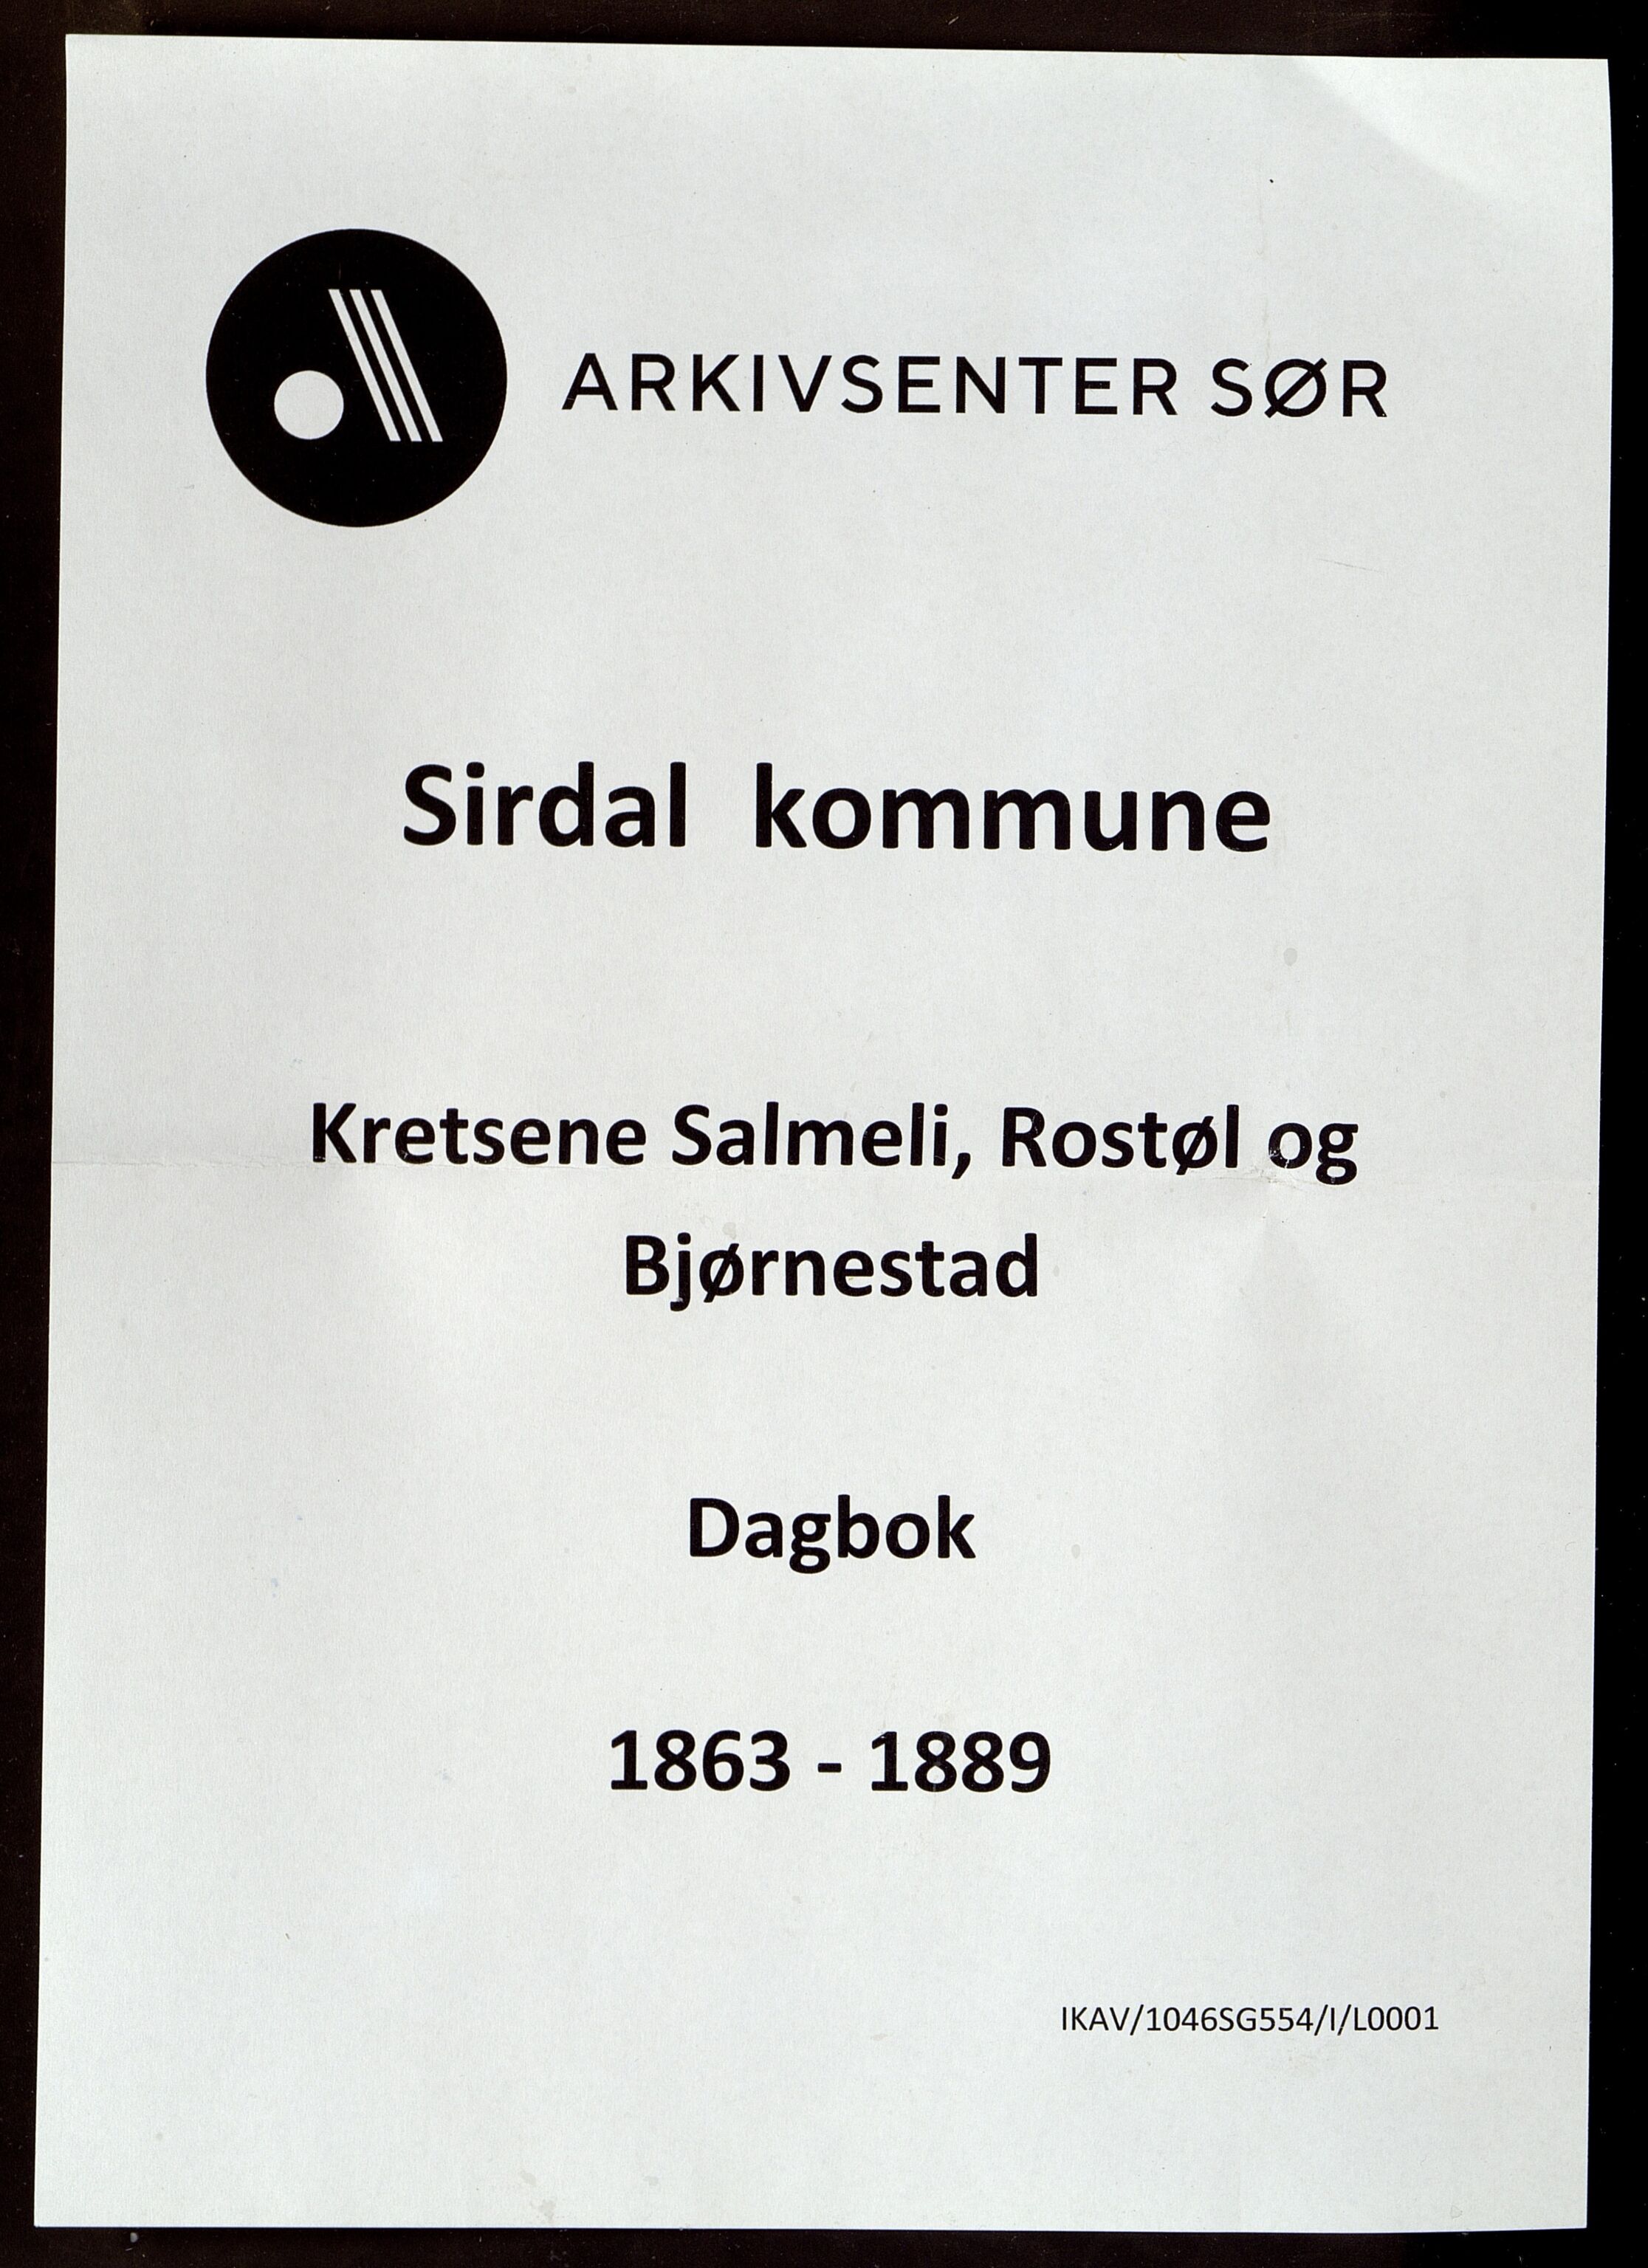 ARKIVSENTER SØR
Sirdal kommune
Kretsene Salmeli, Rostøl og
Bjørnestad
Dagbok
1863 - 1889
IKAV/1046SG554/I/L0001